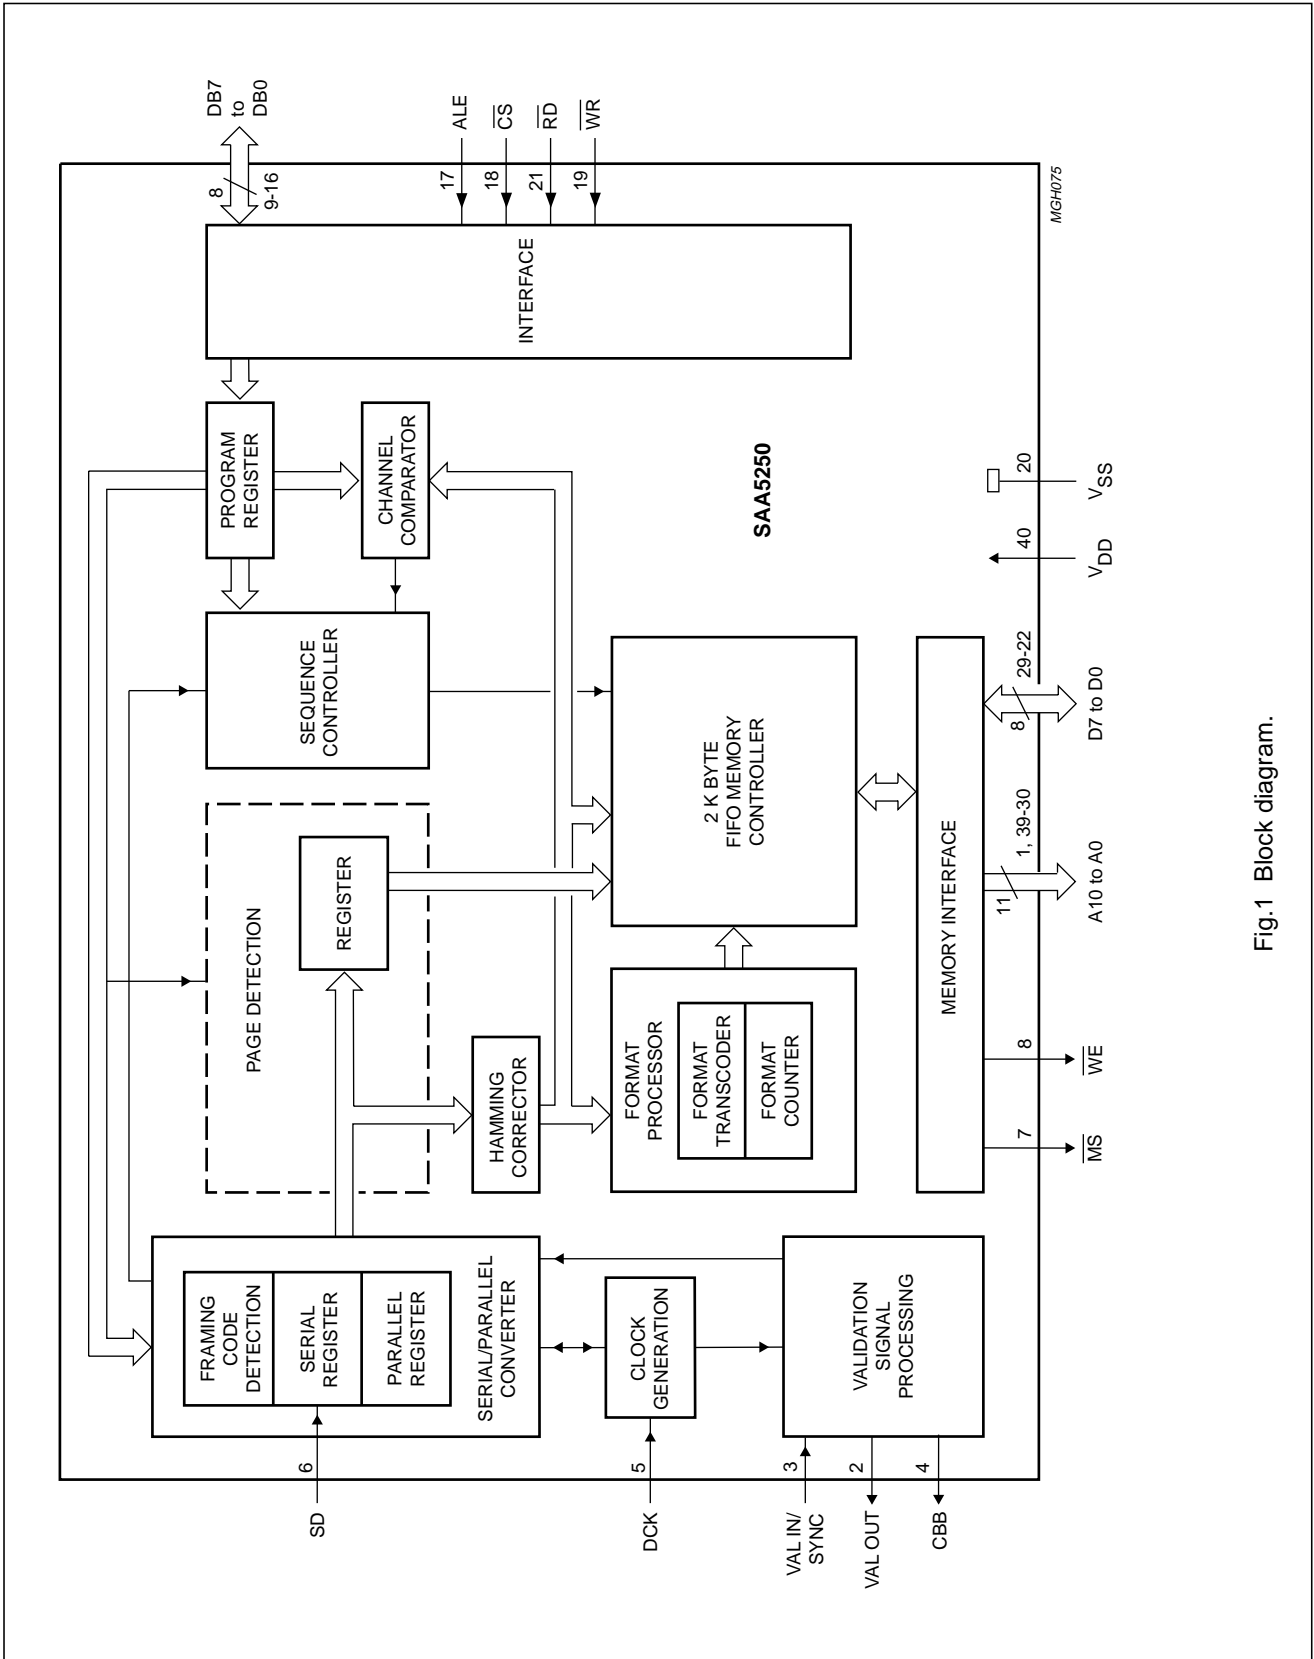 SD
6
DCK
5
VAL IN/
SYNC
3
VAL OUT
2
CBB
4
FRAMING
CODE
DETECTION
SERIAL
REGISTER
PARALLEL
REGISTER
SERIAL/PARALLEL
CONVERTER
CLOCK
GENERATION
VALIDATION
SIGNAL
PROCESSING
PAGE DETECTION
REGISTER
HAMMING
CORRECTOR
FORMAT
PROCESSOR
FORMAT
TRANSCODER
FORMAT
COUNTER
SEQUENCE
CONTROLLER
2 K BYTE
FIFO MEMORY
CONTROLLER
MEMORY INTERFACE
PROGRAM
REGISTER
CHANNEL
COMPARATOR
SAA5250
INTERFACE
8
9-16
DB7
to
DB0
17
ALE
18
CS
21
RD
19
WR
7
MS
8
WE
11
1, 39-30
A10 to A0
8
29-22
D7 to D0
40
VDD
20
VSS
MGH075
Fig.1 Block diagram.